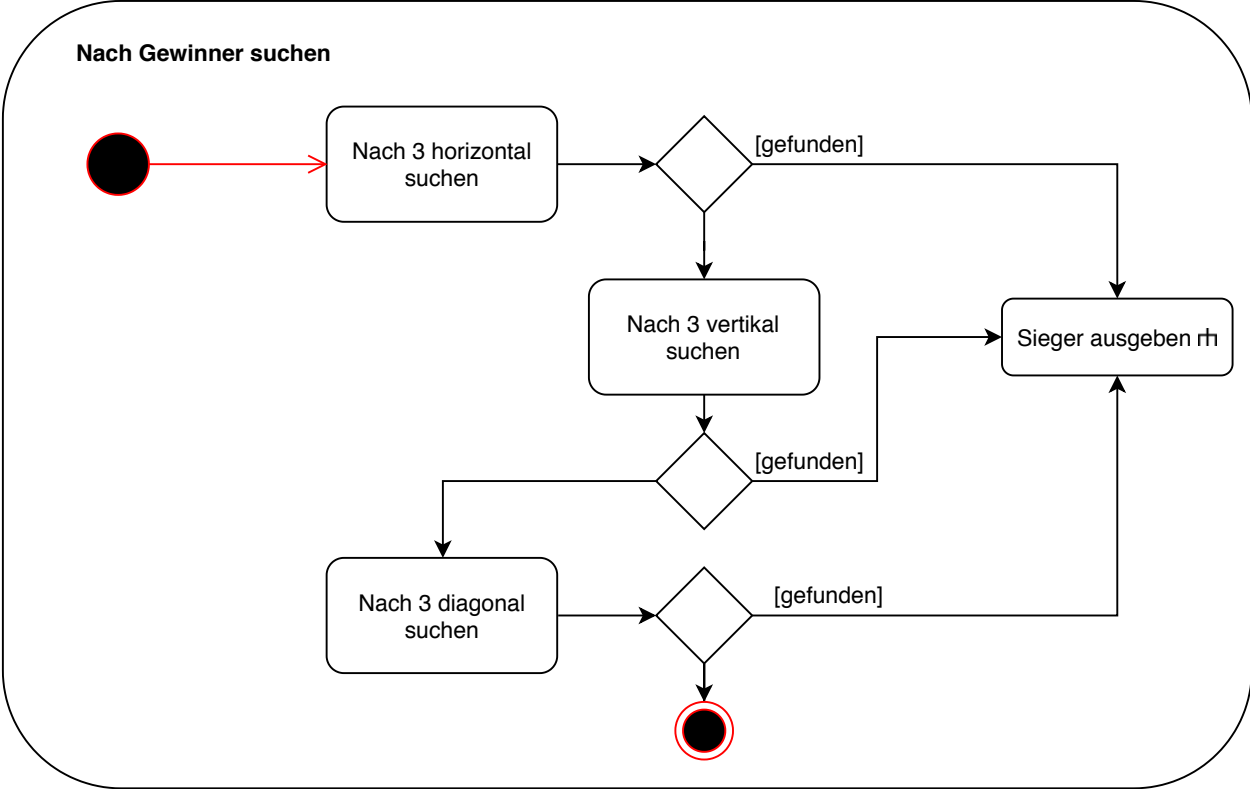 Nach Gewinner suchen
Nach 3 horizontal
suchen
[gefunden]
Nach 3 vertikal
suchen
Sieger ausgeben
[gefunden]
Nach 3 diagonal
suchen
[gefunden]